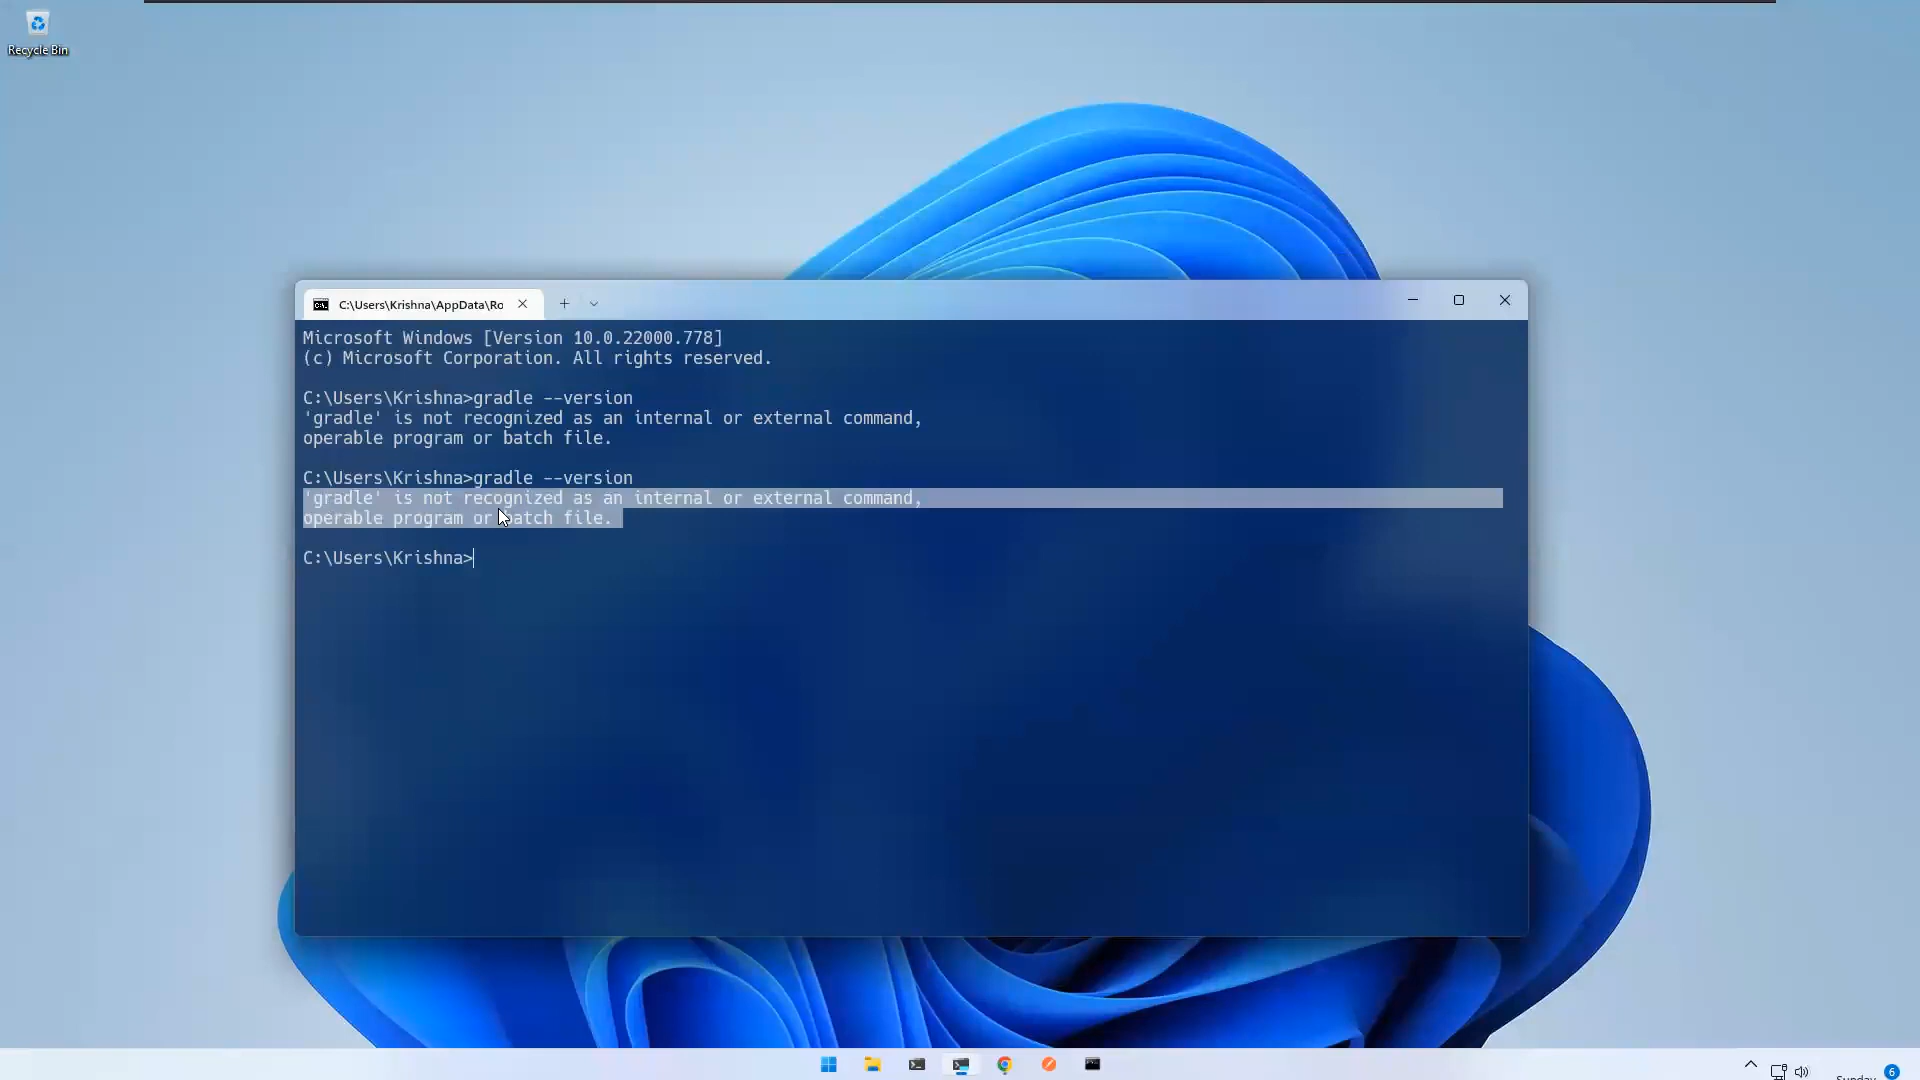 Recycle Bin
C:\Users\Krishna\AppData\Ro
Microsoft Windows [Version 10.0.22000.778]
(c) Microsoft Corporation. All rights reserved.
C:\Users\Krishna>gradle --version
'gradle' is not recognized as an internal or external command,
operable program or batch file.
C:\Users\Krishna>gradle --version
'gradle' is not recognized as an internal or external command,
operable program or batch file.
C:\Users\Krishna>
Sunday
6